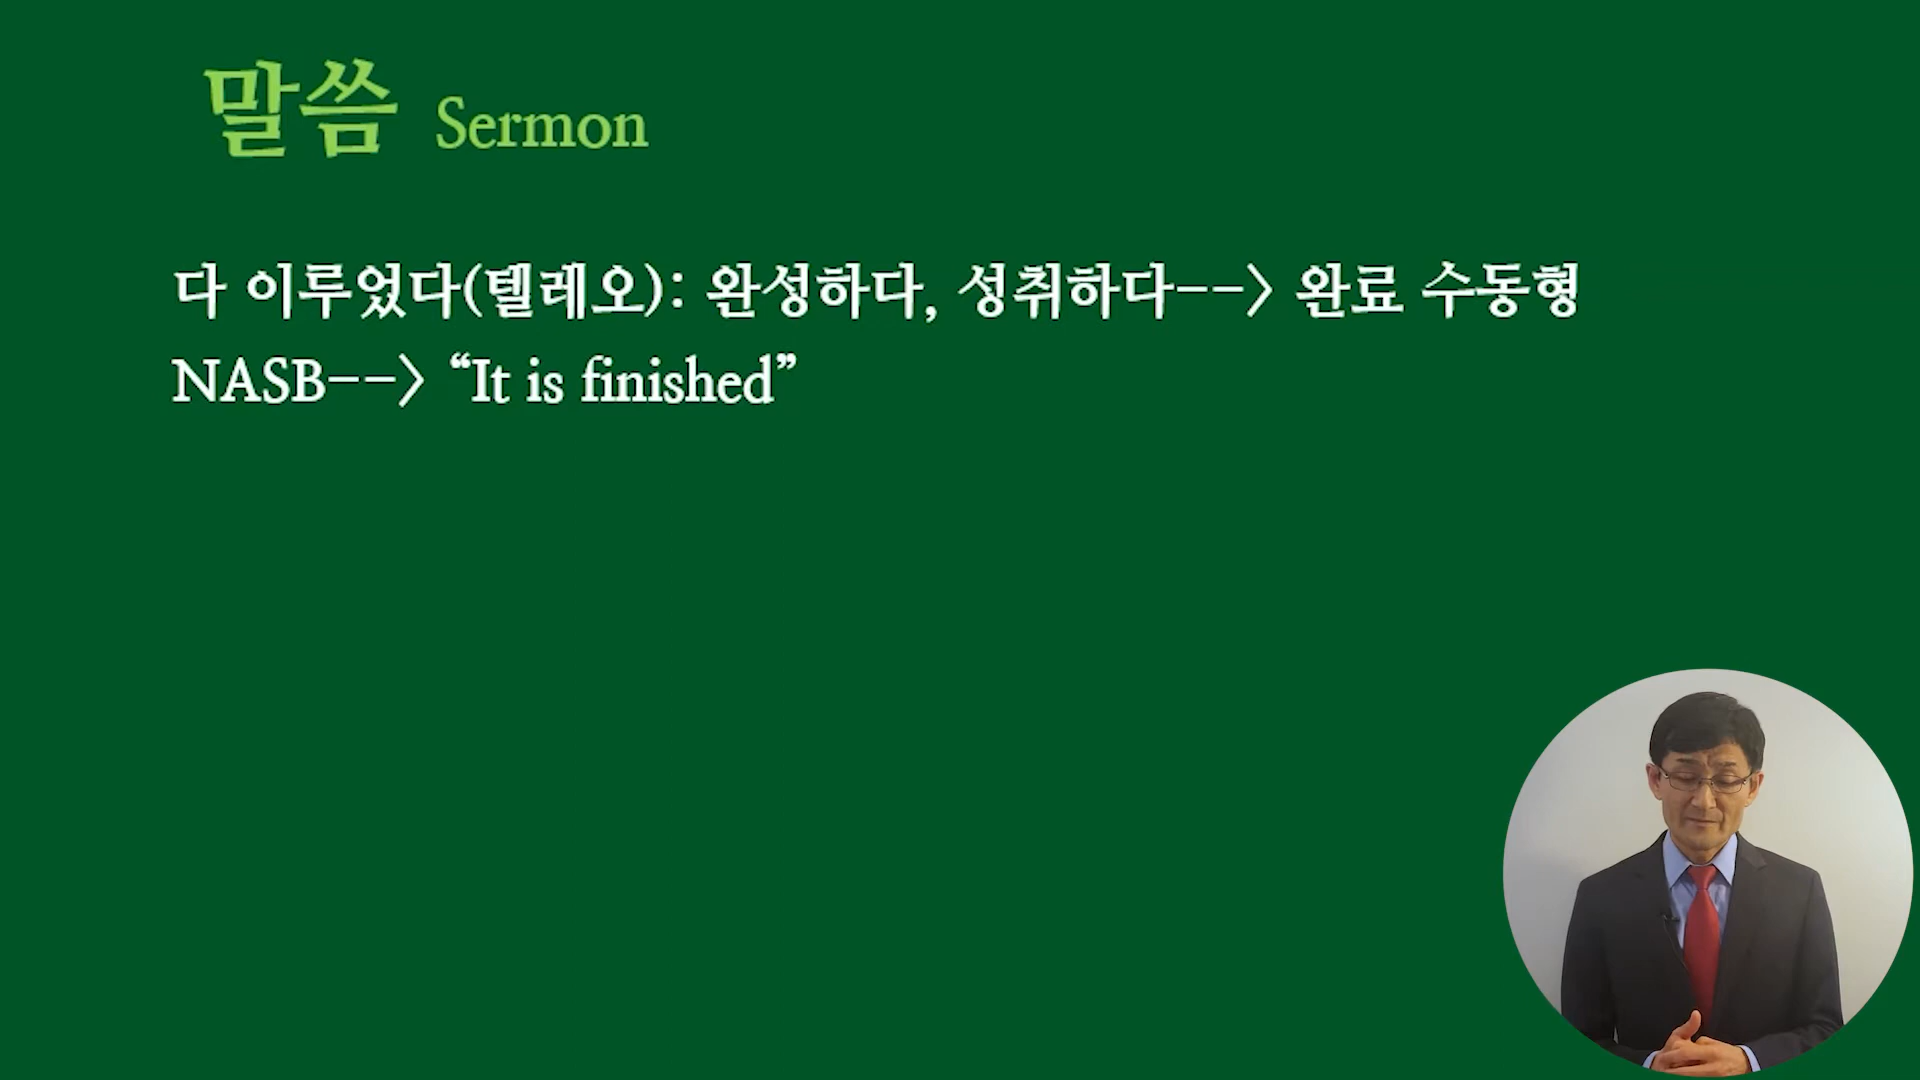 말씀 Sermon
다 이루었다(텔레오): 완성하다, 성취하다--> 완료 수동형
NASB--> “It is finished”